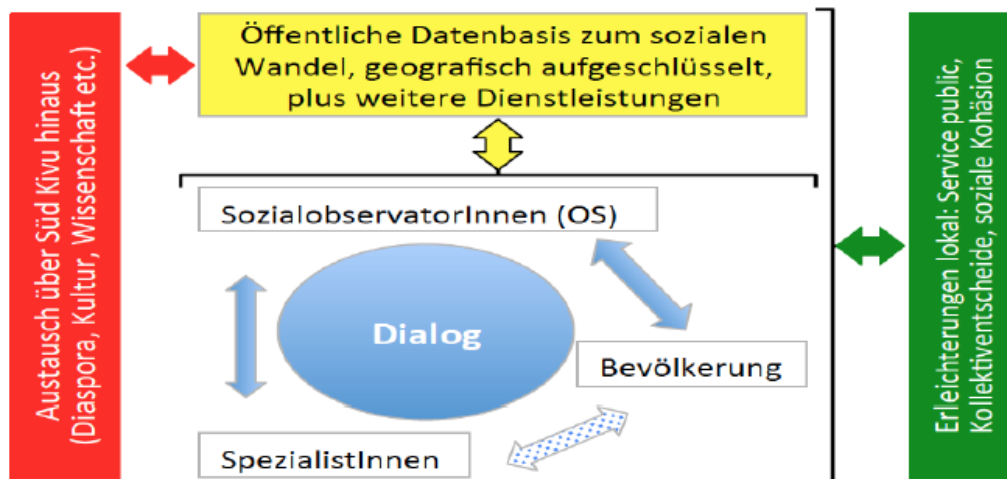 Austausch über Süd Kivu hinaus
(Diaspora, Kultur, Wissenschaft etc.)
Öffentliche Datenbasis zum sozialen
Wandel, geografisch aufgeschlüsselt,
plus weitere Dienstleistungen
SozialobservatorInnen (OS)
Dialog
Bevölkerung
SpezialistInnen
Erleichterungen lokal: Service public,
Kollektiventscheide, soziale Kohäsion